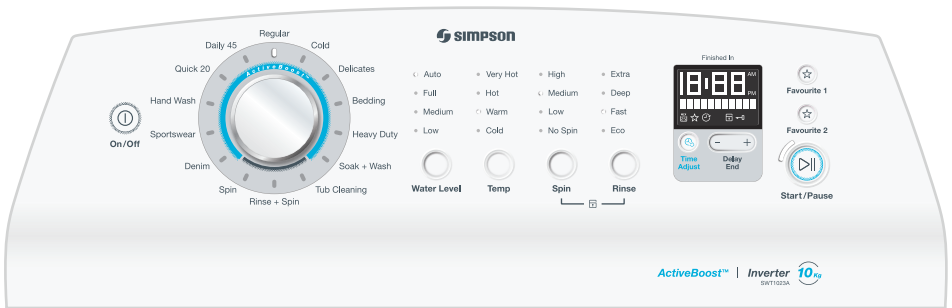 SIMPSON
On/Off
Regular
Cold
Delicates
Bedding
Heavy Duty
Soak + Wash
Tub Cleaning
Rinse + Spin
Spin
Denim
Sportswear
Hand Wash
Quick 20
Daily 45
ActiveBoost™
Auto
Full
Medium
Low
Water Level
Very Hot
Hot
Warm
Cold
Temp
High
Medium
Low
No Spin
Spin
Extra
Deep
Fast
Eco
Rinse
Finished In
18:88 AM
PM
Time
Adjust
- +
Delay
End
Favourite 1
Favourite 2
Start/Pause
ActiveBoost™ | Inverter 10 Kg
SWT1023A